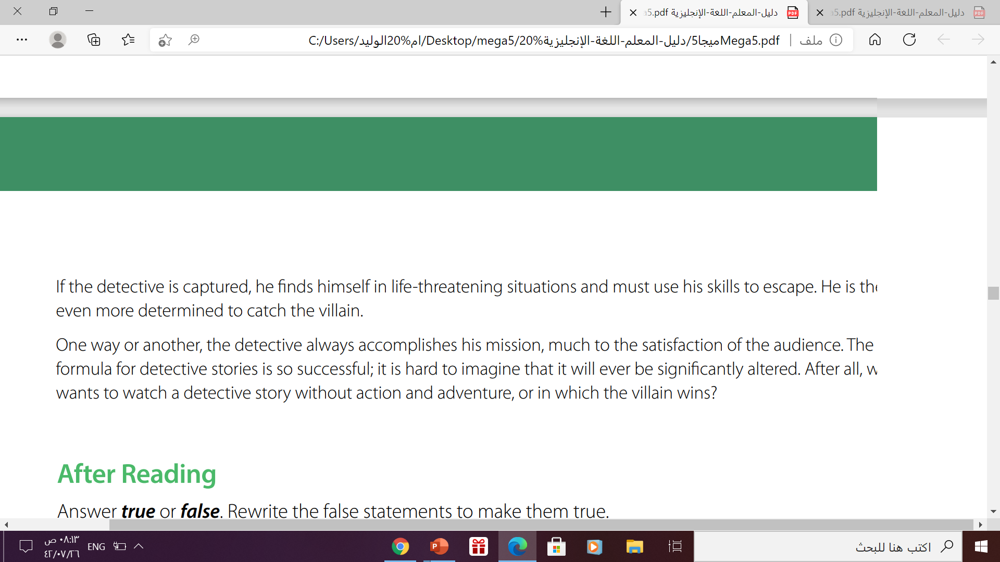 دليل-المعلم-اللغة-الإنجليزية a5.pdf
دليل-المعلم-اللغة-الإنجليزية a5.pdf
ملف | C:/Users/ام%20الوليد/Desktop/mega5/20%دليل-المعلم-اللغة-الإنجليزية/ميجا5Mega5.pdf
If the detective is captured, he finds himself in life-threatening situations and must use his skills to escape. He is the
even more determined to catch the villain.
One way or another, the detective always accomplishes his mission, much to the satisfaction of the audience. The
formula for detective stories is so successful; it is hard to imagine that it will ever be significantly altered. After all, w
wants to watch a detective story without action and adventure, or in which the villain wins?
After Reading
Answer true or false. Rewrite the false statements to make them true.
٠٨:١٣ ص
ENG
٤٢/٠٧/٢٦
اكتب هنا للبحث